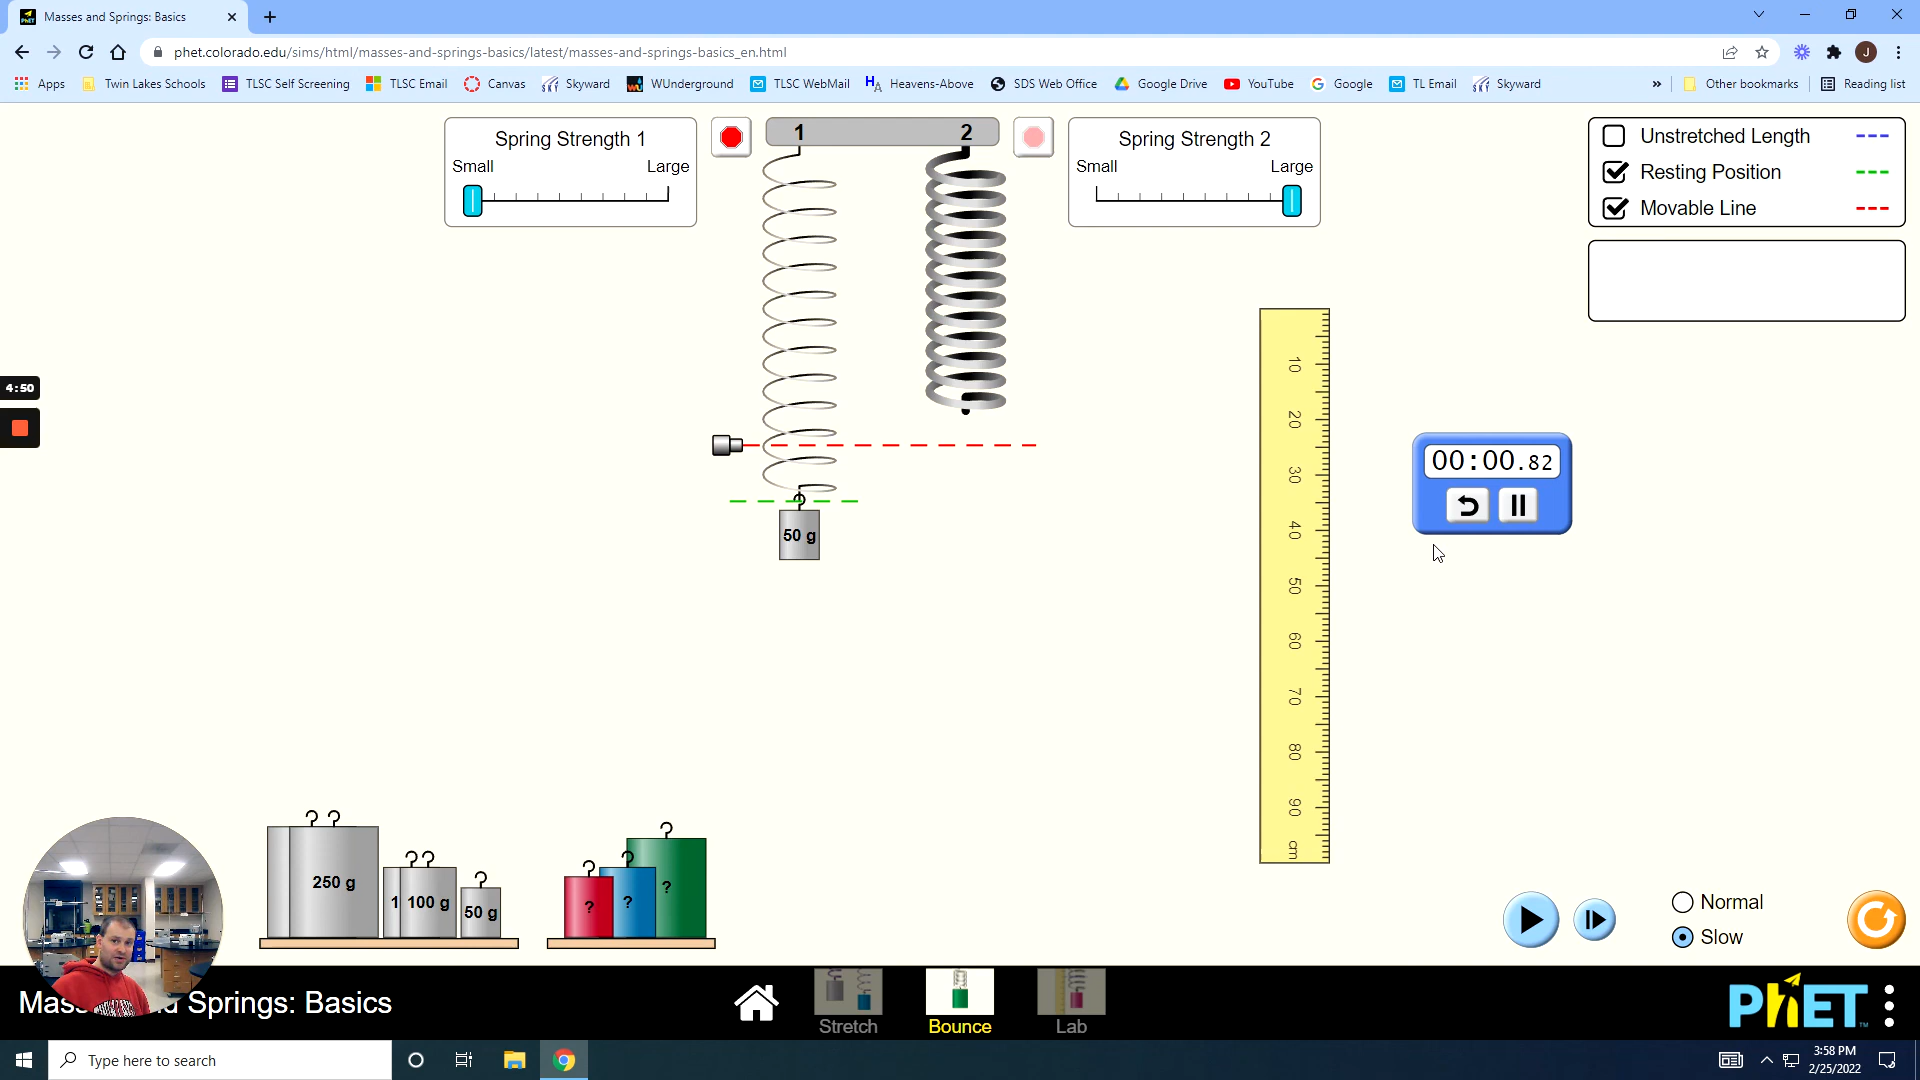 Masses and Springs: Basics
phet.colorado.edu/sims/html/masses-and-springs-basics/latest/masses-and-springs-basics_en.html
J
Apps
Twin Lakes Schools
TLSC Self Screening
TLSC Email
Canvas
Skyward
WUnderground
TLSC WebMail
Heavens-Above
SDS Web Office
Google Drive
YouTube
Google
TL Email
Skyward
»
Other bookmarks
Reading list
Spring Strength 1
Small Large
1 2
Spring Strength 2
Small Large
Unstretched Length
Resting Position
Movable Line
4:50
50 g
10
20
30
40
50
60
70
80
90
cm
00:00.82
250 g
1 100 g
50 g
? ? ?
Normal
Slow
Mas d Springs: Basics
Stretch
Bounce
Lab
PhET
Type here to search
3:58 PM
2/25/2022